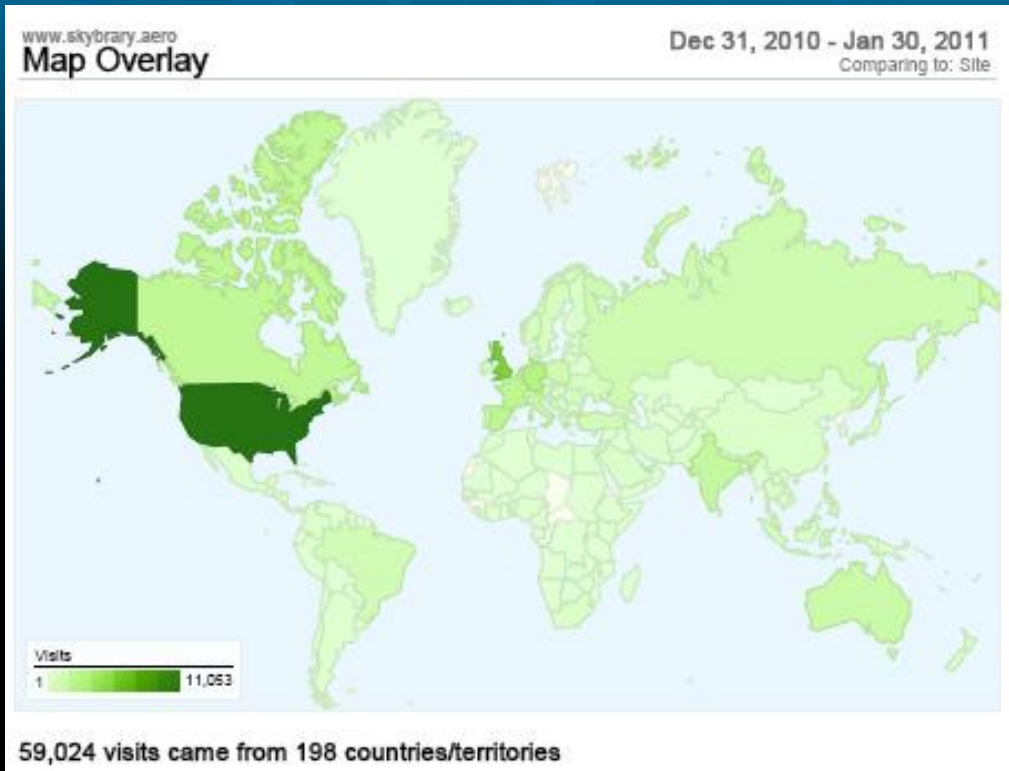 www.skybrary.aero
Map Overlay
Dec 31, 2010 - Jan 30, 2011
Comparing to: Site
Visits
1 11,053
59,024 visits came from 198 countries/territories